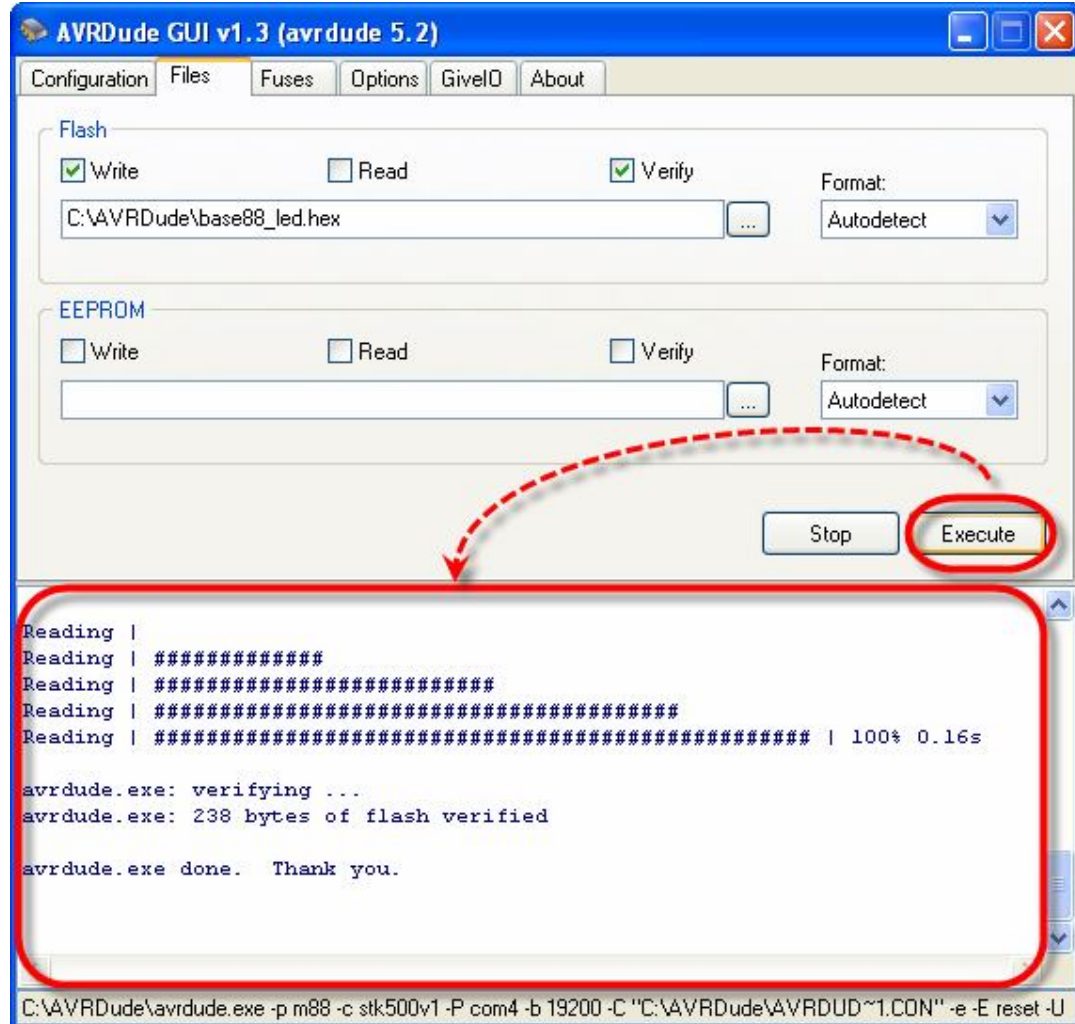 AVRDude GUI v1.3 (avrdude 5.2)
Configuration Files Fuses Options GiveIO About
Flash
Write Read Verify
Format:
C:\AVRDude\base88_led.hex ... Autodetect
EEPROM
Write Read Verify
Format:
... Autodetect
Stop Execute
Reading |
Reading | #############
Reading | ##########################
Reading | ########################################
Reading | ################################################## | 100% 0.16s
avrdude.exe: verifying ...
avrdude.exe: 238 bytes of flash verified
avrdude.exe done.  Thank you.
C:\AVRDude\avrdude.exe -p m88 -c stk500v1 -P com4 -b 19200 -C "C:\AVRDude\AVRDUD~1.CON" -e -E reset -U